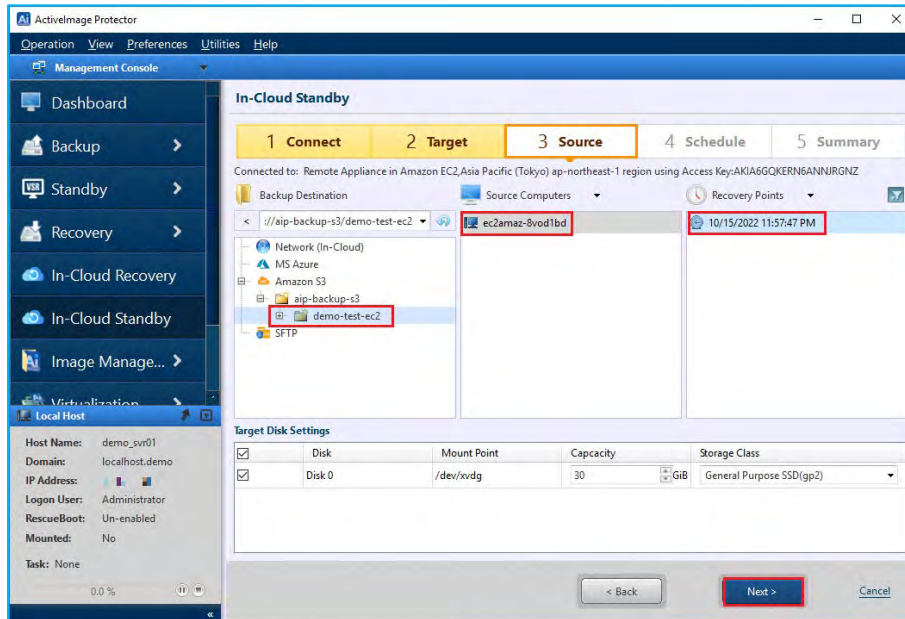 ActiveImage Protector
Operation View Preferences Utilities Help
Management Console
Dashboard
Backup
Standby
Recovery
In-Cloud Recovery
In-Cloud Standby
Image Manage...
Virtualization
Local Host
Host Name: demo_svr01
Domain: localhost.demo
IP Address:
Logon User: Administrator
RescueBoot: Un-enabled
Mounted: No
Task: None
0.0 %
In-Cloud Standby
1 Connect 2 Target 3 Source 4 Schedule 5 Summary
Connected to: Remote Appliance in Amazon EC2,Asia Pacific (Tokyo) ap-northeast-1 region using Access Key:AKIA6GQKERN6ANNJRGNZ
Backup Destination Source Computers Recovery Points
< ://aip-backup-s3/demo-test-ec2 ec2amaz-8vod1bd 10/15/2022 11:57:47 PM
Network (In-Cloud)
MS Azure
Amazon S3
aip-backup-s3
demo-test-ec2
SFTP
Target Disk Settings
Disk Mount Point Capcacity Storage Class
Disk 0 /dev/xvdg 30 GiB General Purpose SSD(gp2)
< Back Next > Cancel